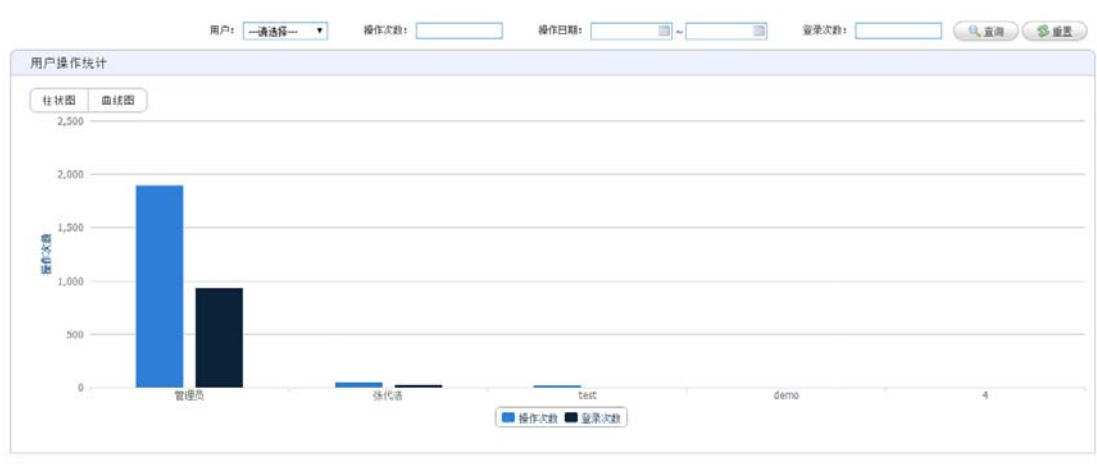 用户： ---请选择--- 操作次数： 操作日期： ~ 登录次数： 查询 重置
用户操作统计
柱状图 曲线图
2,500
2,000
1,500
1,000
500
0
操作次数
管理员 张代浩 test demo 4
操作次数 登录次数